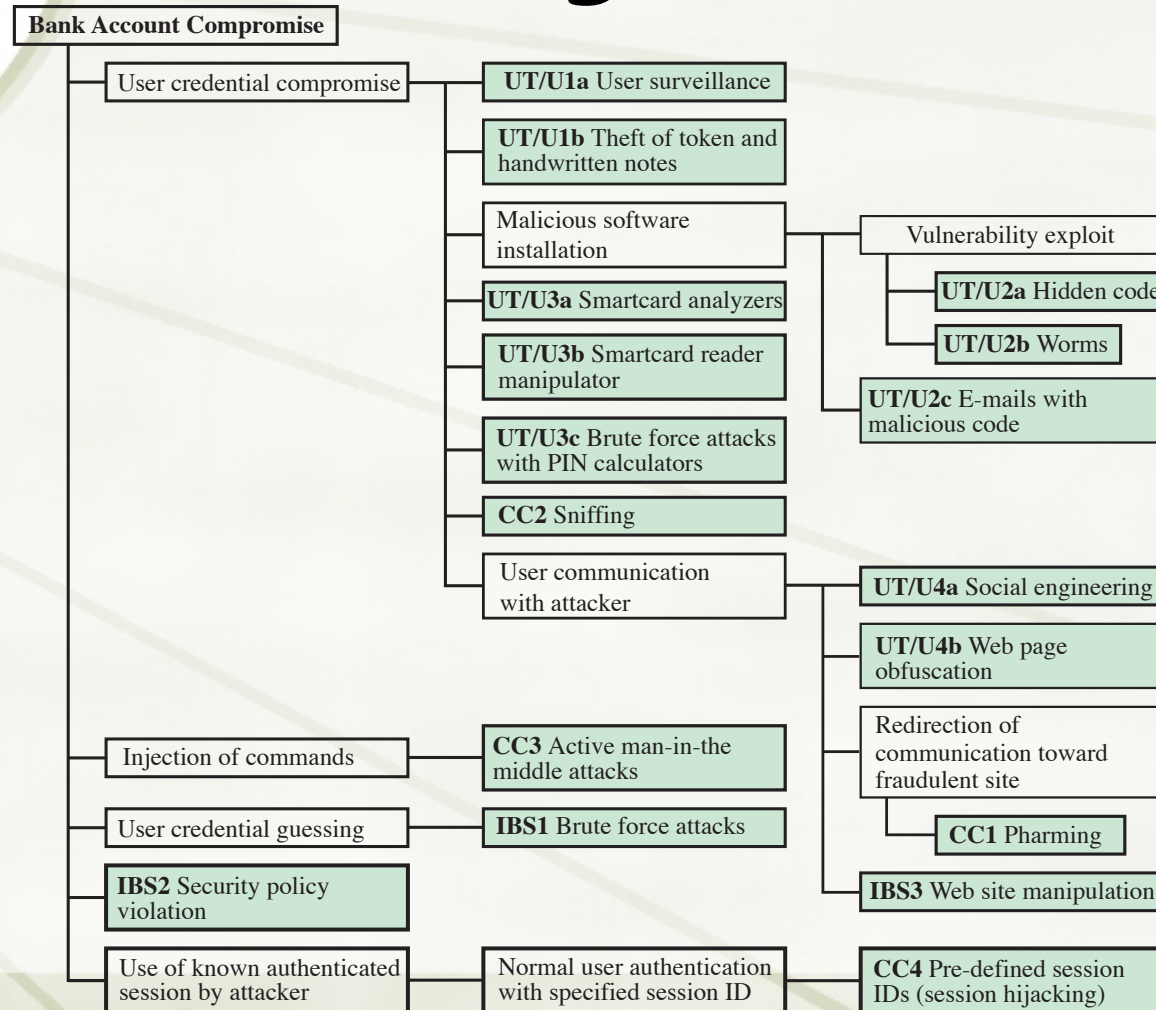 Bank Account Compromise
User credential compromise
UT/U1a User surveillance
UT/U1b Theft of token and
handwritten notes
Malicious software
installation
Vulnerability exploit
UT/U2a Hidden code
UT/U2b Worms
UT/U2c E-mails with
malicious code
UT/U3a Smartcard analyzers
UT/U3b Smartcard reader
manipulator
UT/U3c Brute force attacks
with PIN calculators
CC2 Sniffing
User communication
with attacker
UT/U4a Social engineering
UT/U4b Web page
obfuscation
Redirection of
communication toward
fraudulent site
CC1 Pharming
IBS3 Web site manipulation
Injection of commands
CC3 Active man-in-the
middle attacks
User credential guessing
IBS1 Brute force attacks
IBS2 Security policy
violation
Use of known authenticated
session by attacker
Normal user authentication
with specified session ID
CC4 Pre-defined session
IDs (session hijacking)